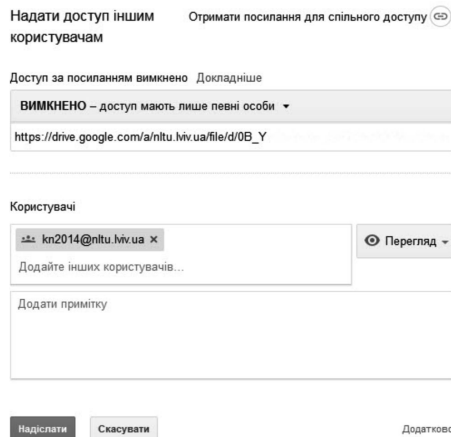 Надати доступ іншим користувачам
Отримати посилання для спільного доступу
Доступ за посиланням вимкнено Докладніше
ВИМКНЕНО – доступ мають лише певні особи
https://drive.google.com/a/nltu.lviv.ua/file/d/0B_Y
Користувачі
kn2014@nltu.lviv.ua × Перегляд
Додайте інших користувачів...
Додати примітку
Надіслати Скасувати Додатково